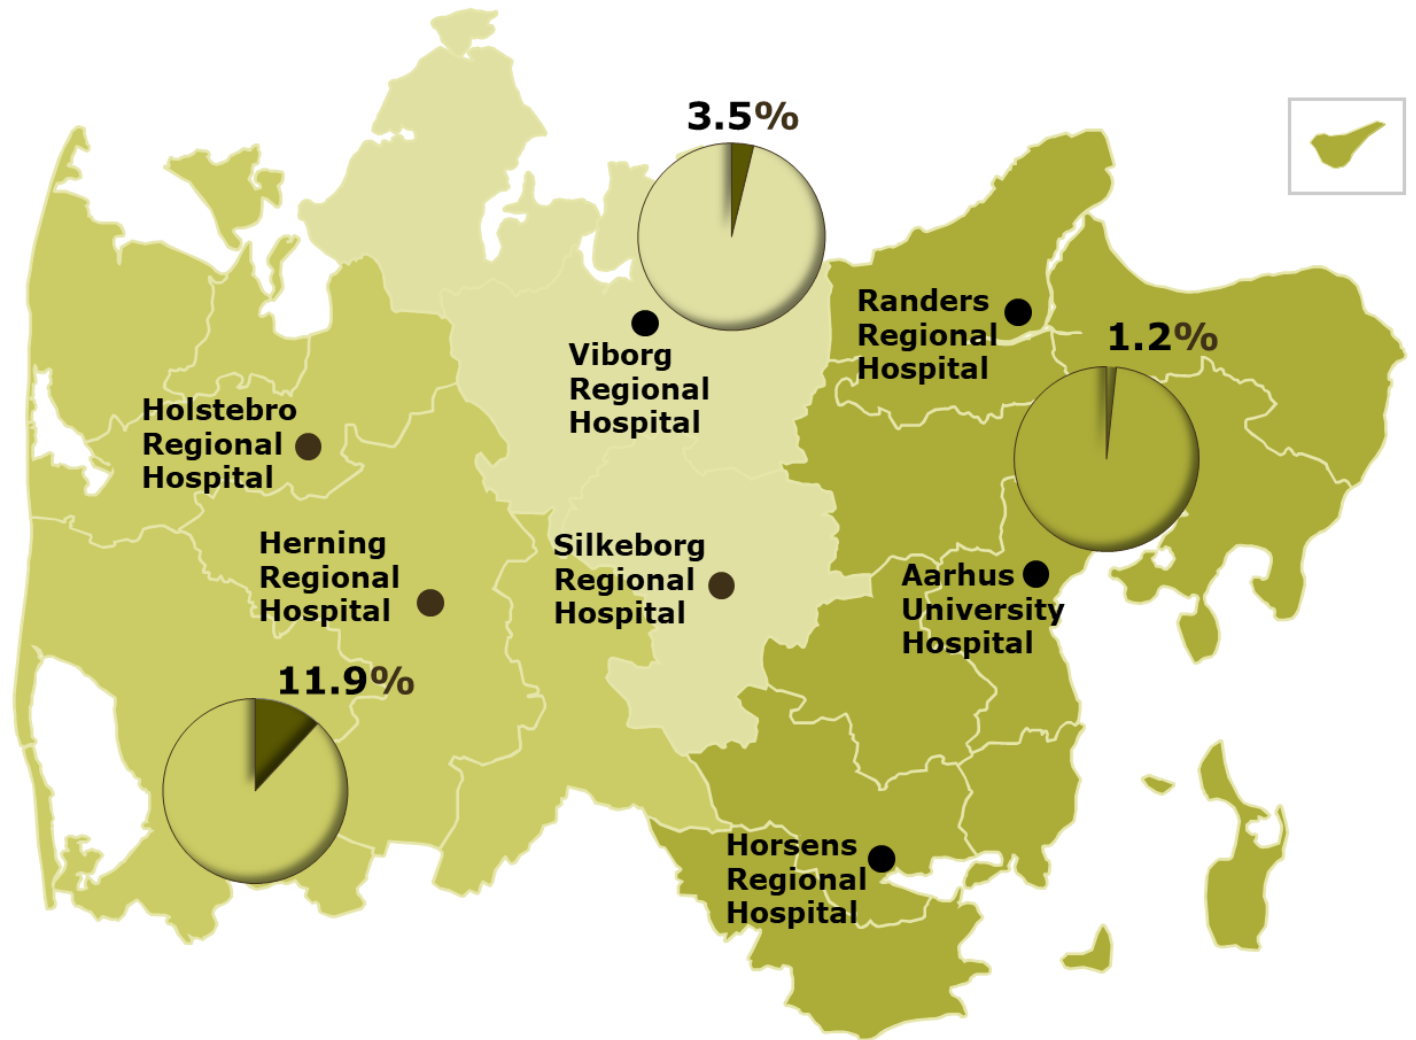 3.5%
Randers
Regional
Hospital
1.2%
Viborg
Regional
Hospital
Holstebro
Regional
Hospital
Herning
Regional
Hospital
Silkeborg
Regional
Hospital
Aarhus
University
Hospital
11.9%
Horsens
Regional
Hospital